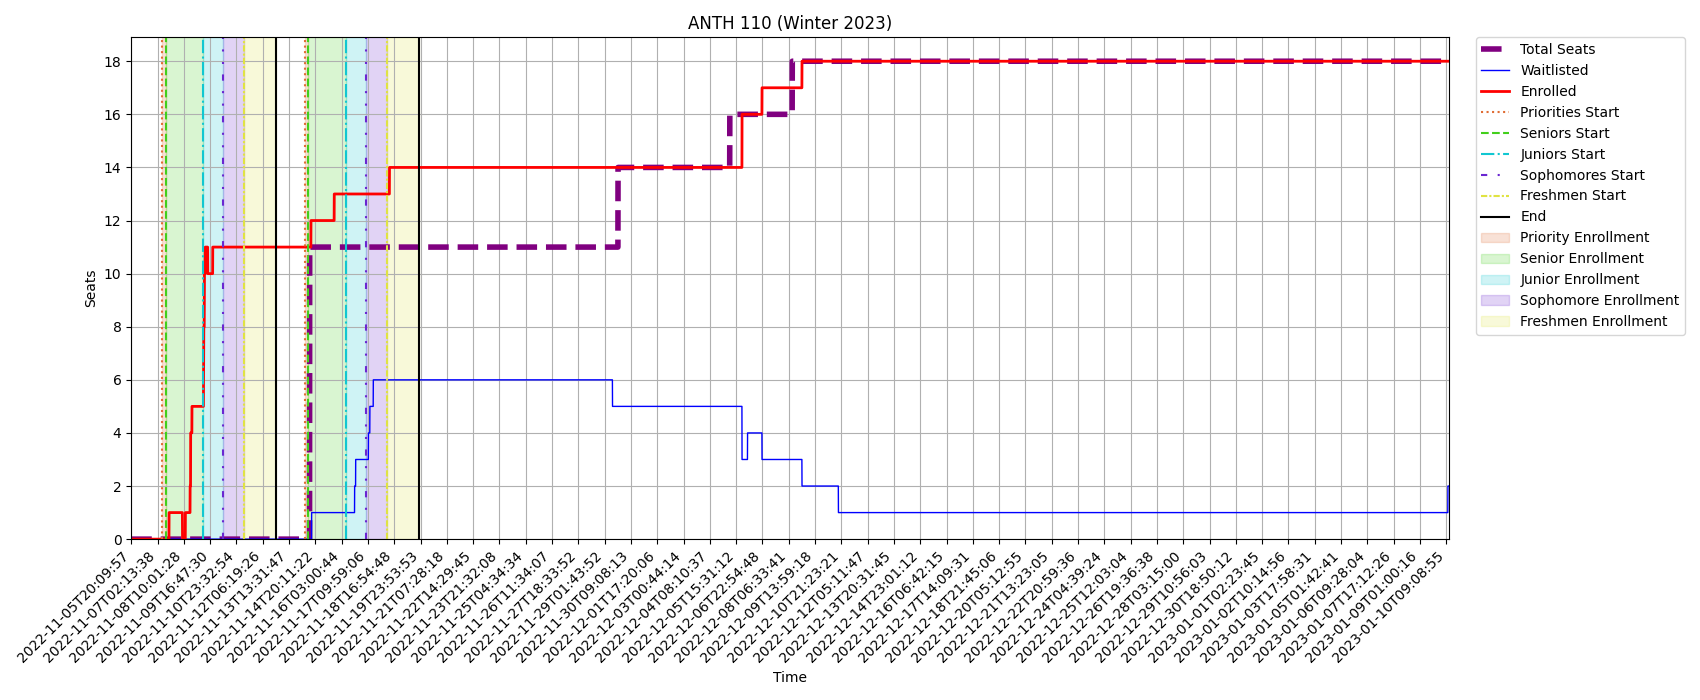 ANTH 110 (Winter 2023)
Seats
18
16
14
12
10
8
6
4
2
0
2022-11-05T20:09:57
2022-11-07T02:13:38
2022-11-08T10:01:28
2022-11-09T16:47:30
2022-11-10T23:32:54
2022-11-12T06:19:26
2022-11-13T13:31:47
2022-11-14T20:11:22
2022-11-16T03:00:44
2022-11-17T09:59:06
2022-11-18T16:54:48
2022-11-19T23:53:53
2022-11-21T07:28:18
2022-11-22T14:29:45
2022-11-25T04:34:34
2022-11-23T21:32:08
2022-11-26T11:34:07
2022-11-27T18:33:52
2022-11-29T01:43:52
2022-11-30T09:08:13
2022-12-01T17:20:06
2022-12-03T00:44:14
2022-12-04T08:10:37
2022-12-05T15:31:12
2022-12-06T22:54:48
2022-12-08T06:33:41
2022-12-09T13:59:18
2022-12-10T21:23:21
2022-12-12T05:11:47
2022-12-13T20:31:45
2022-12-14T23:01:12
2022-12-16T06:42:15
2022-12-17T14:09:31
2022-12-18T21:45:06
2022-12-20T05:12:55
2022-12-21T13:23:05
2022-12-22T20:59:36
2022-12-24T04:39:24
2022-12-25T12:03:04
2022-12-26T19:36:38
2022-12-28T03:15:00
2022-12-29T10:56:03
2022-12-30T18:50:12
2023-01-01T02:23:45
2023-01-02T10:14:56
2023-01-03T17:58:31
2023-01-05T01:42:41
2023-01-06T09:28:04
2023-01-07T17:12:26
2023-01-09T01:00:16
2023-01-10T09:08:55
Time
Total Seats
Waitlisted
Enrolled
Priorities Start
Seniors Start
Juniors Start
Sophomores Start
Freshmen Start
End
Priority Enrollment
Senior Enrollment
Junior Enrollment
Sophomore Enrollment
Freshmen Enrollment